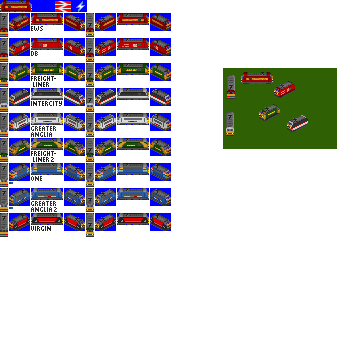 EWS
DB
FREIGHT-
LINER
INTERCITY
GREATER
ANGLIA
FREIGHT-
LINER 2
ONE
GREATER
ANGLIA 2
VIRGIN